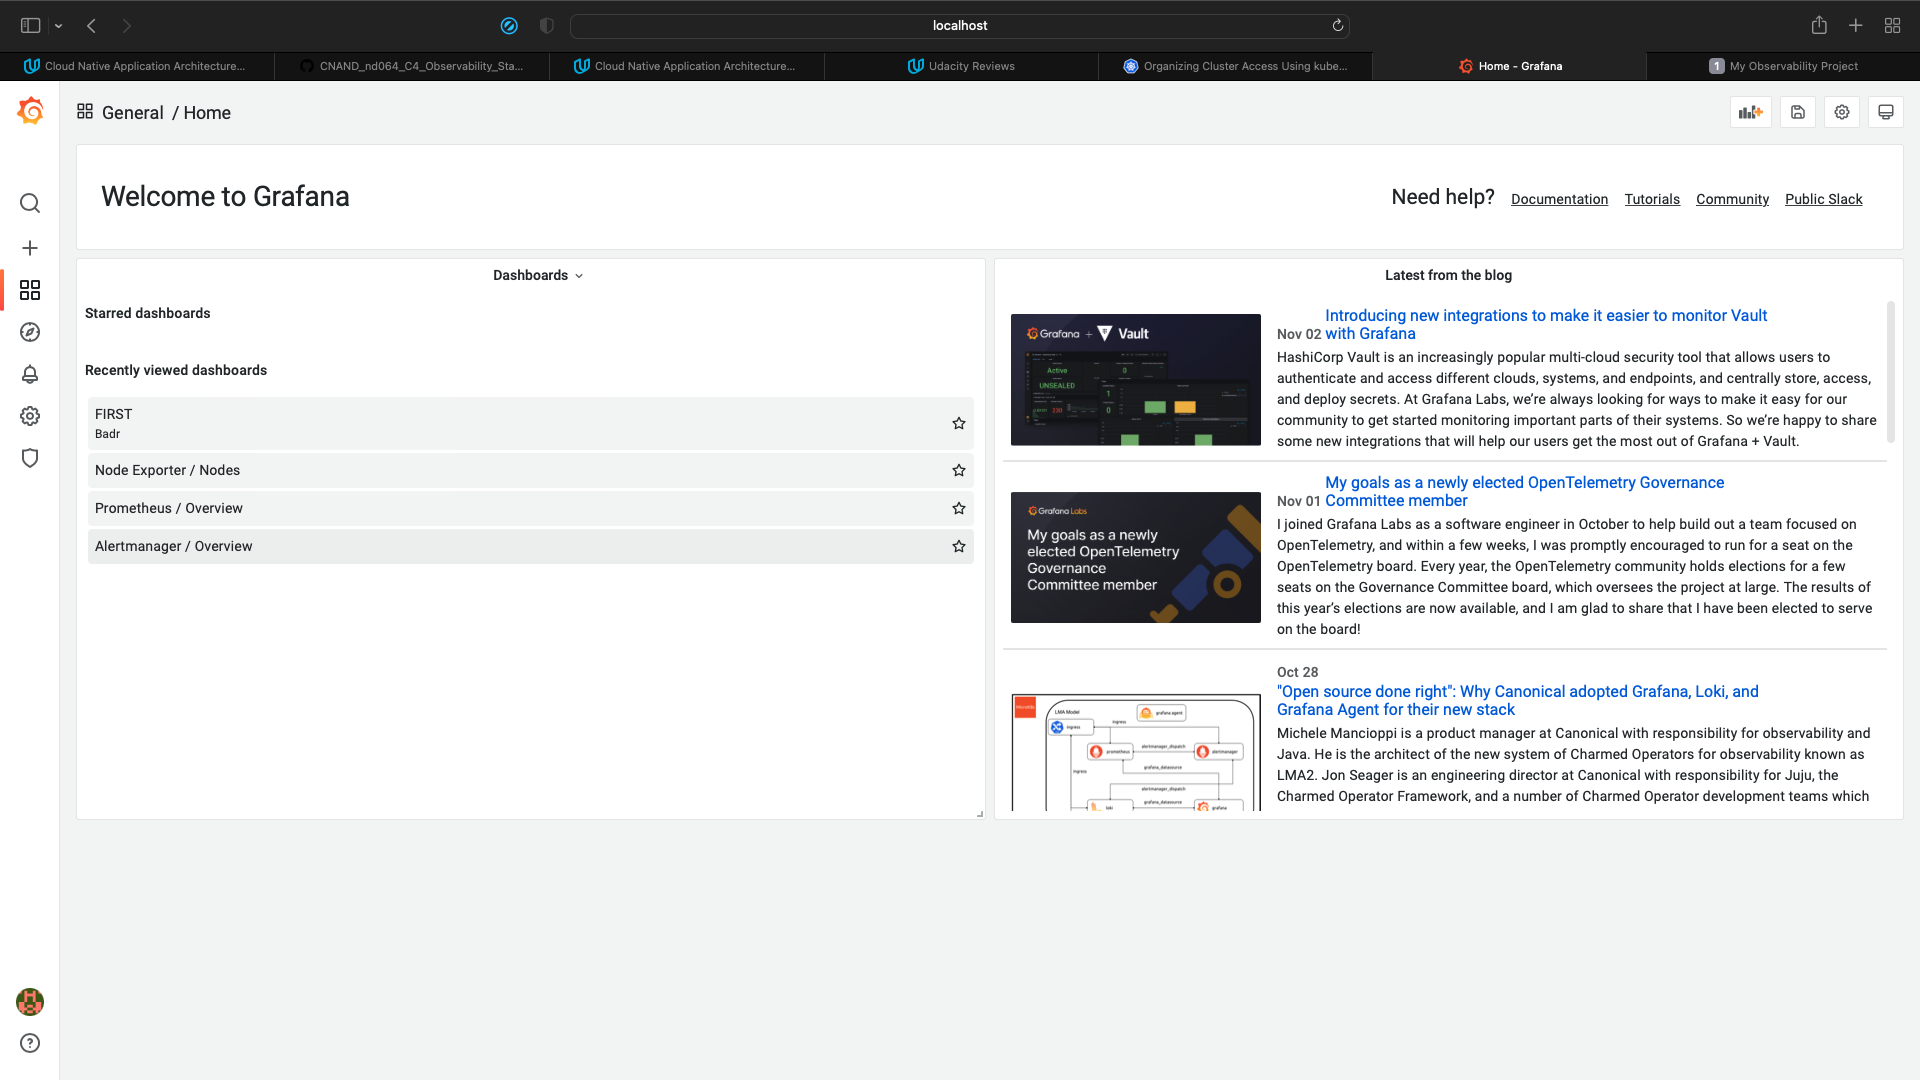 localhost
Cloud Native Application Architecture...
CNAND_nd064_C4_Observability_Sta...
Cloud Native Application Architecture...
Udacity Reviews
Organizing Cluster Access Using kube...
Home - Grafana
1 My Observability Project
General / Home
Welcome to Grafana
Need help? Documentation Tutorials Community Public Slack
Dashboards
Starred dashboards
Recently viewed dashboards
FIRST
Badr
Node Exporter / Nodes
Prometheus / Overview
Alertmanager / Overview
Latest from the blog
Grafana + Vault
Active
UNSEALED
0
1
0
230
Introducing new integrations to make it easier to monitor Vault
Nov 02 with Grafana
HashiCorp Vault is an increasingly popular multi-cloud security tool that allows users to
authenticate and access different clouds, systems, and endpoints, and centrally store, access,
and deploy secrets. At Grafana Labs, we’re always looking for ways to make it easy for our
community to get started monitoring important parts of their systems. So we’re happy to share
some new integrations that will help our users get the most out of Grafana + Vault.
Grafana Labs
My goals as a newly
elected OpenTelemetry
Governance
Committee member
My goals as a newly elected OpenTelemetry Governance
Nov 01 Committee member
I joined Grafana Labs as a software engineer in October to help build out a team focused on
OpenTelemetry, and within a few weeks, I was promptly encouraged to run for a seat on the
OpenTelemetry board. Every year, the OpenTelemetry community holds elections for a few
seats on the Governance Committee board, which oversees the project at large. The results of
this year’s elections are now available, and I am glad to share that I have been elected to serve
on the board!
LMA Model
grafana agent
ingress
ingress
prometheus
alertmanager_dispatch
alertmanager
grafana_datasource
ingress
alertmanager_dispatch
loki
grafana_datasource
grafana
Oct 28
"Open source done right": Why Canonical adopted Grafana, Loki, and
Grafana Agent for their new stack
Michele Mancioppi is a product manager at Canonical with responsibility for observability and
Java. He is the architect of the new system of Charmed Operators for observability known as
LMA2. Jon Seager is an engineering director at Canonical with responsibility for Juju, the
Charmed Operator Framework, and a number of Charmed Operator development teams which